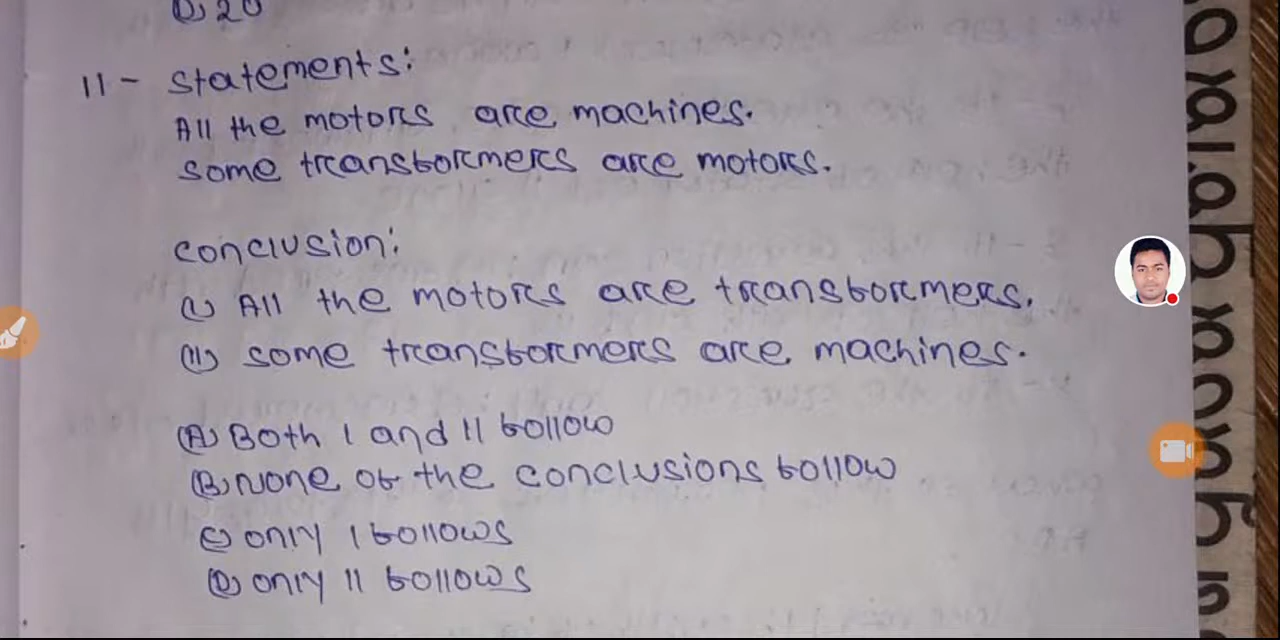 D) 20
11 - Statements:
All the motors are machines.
Some transformers are motors.
Conclusion:
(I) All the motors are transformers.
(II) Some transformers are machines.
(A) Both I and II follow
(B) None of the conclusions follow
(C) Only I follows
(D) Only II follows